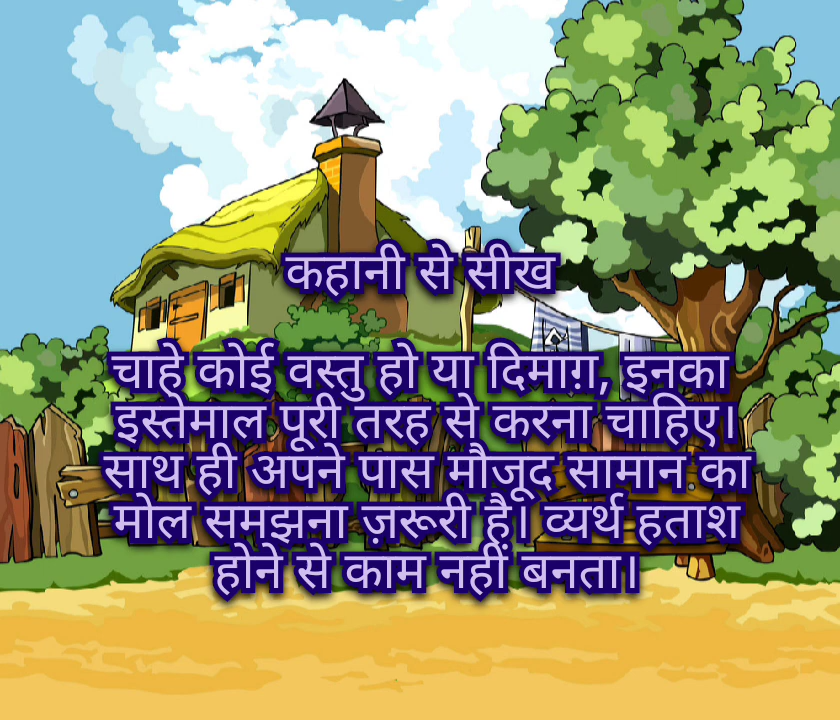 कहानी से सीख
चाहे कोई वस्तु हो या दिमाग़, इनका
इस्तेमाल पूरी तरह से करना चाहिए।
साथ ही अपने पास मौजूद सामान का
मोल समझना ज़रूरी है। व्यर्थ हताश
होने से काम नहीं बनता।